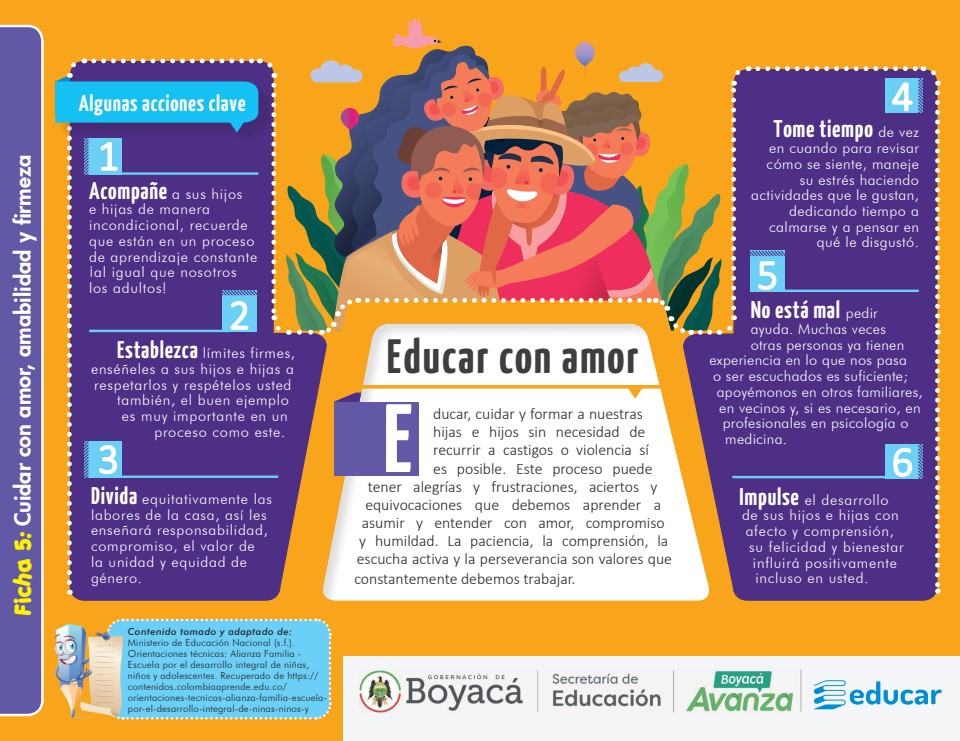 Ficha 5: Cuidar con amor, amabilidad y firmeza
Algunas acciones clave
1
Acompañe a sus hijos
e hijas de manera
incondicional, recuerde
que están en un proceso
de aprendizaje constante
¡al igual que nosotros
los adultos!
2
Establezca límites firmes,
enséñeles a sus hijos e hijas a
respetarlos y respételos usted
también, el buen ejemplo
es muy importante en un
proceso como este.
3
Divida equitativamente las
labores de la casa, así les
enseñará responsabilidad,
compromiso, el valor de
la unidad y equidad de
género.
Educar con amor
Educar, cuidar y formar a nuestras
hijas e hijos sin necesidad de
recurrir a castigos o violencia sí
es posible. Este proceso puede
tener alegrías y frustraciones, aciertos y
equivocaciones que debemos aprender a
asumir y entender con amor, compromiso
y humildad. La paciencia, la comprensión, la
escucha activa y la perseverancia son valores que
constantemente debemos trabajar.
4
Tome tiempo de vez
en cuando para revisar
cómo se siente, maneje
su estrés haciendo
actividades que le gustan,
dedicando tiempo a
calmarse y a pensar en
qué le disgustó.
5
No está mal pedir
ayuda. Muchas veces
otras personas ya tienen
experiencia en lo que nos pasa
o ser escuchados es suficiente;
apoyémonos en otros familiares,
en vecinos y, si es necesario, en
profesionales en psicología o
medicina.
6
Impulse el desarrollo
de sus hijos e hijas con
afecto y comprensión,
su felicidad y bienestar
influirá positivamente
incluso en usted.
Contenido tomado y adaptado de:
Ministerio de Educación Nacional (s.f.).
Orientaciones técnicas: Alianza Familia -
Escuela por el desarrollo integral de niñas,
niños y adolescentes. Recuperado de https://
contenidos.colombiaaprende.edu.co/
orientaciones-tecnicas-alianza-familia-escuela-
por-el-desarrollo-integral-de-ninas-ninos-y
GOBERNACIÓN DE
Boyacá
Secretaría de
Educación
Boyacá
Avanza
educar